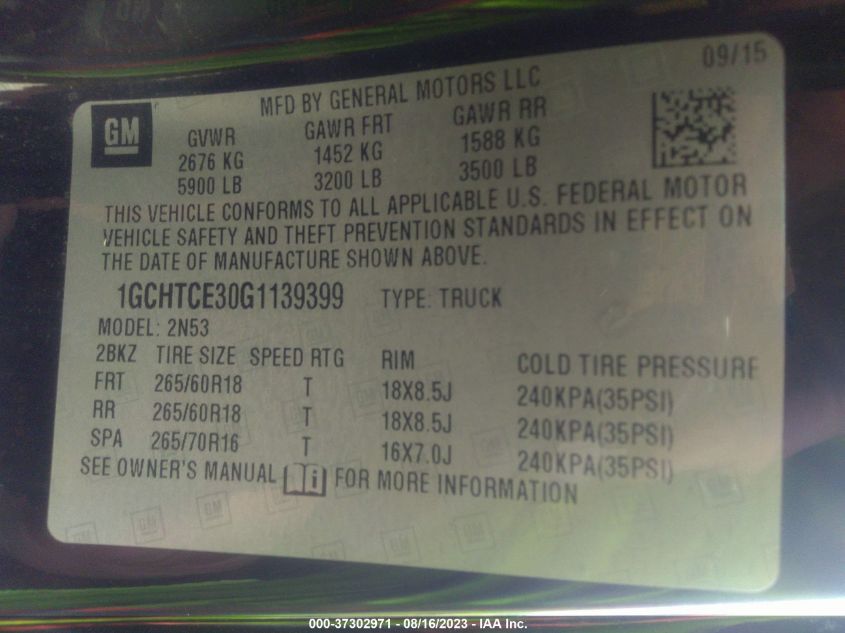 09/15
GM
MFD BY GENERAL MOTORS LLC
GVWR GAWR FRT GAWR RR
2676 KG 1452 KG 1588 KG
5900 LB 3200 LB 3500 LB
THIS VEHICLE CONFORMS TO ALL APPLICABLE U.S. FEDERAL MOTOR
VEHICLE SAFETY AND THEFT PREVENTION STANDARDS IN EFFECT ON
THE DATE OF MANUFACTURE SHOWN ABOVE.
1GCHTCE30G1139399 TYPE: TRUCK
MODEL: 2N53
2BKZ TIRE SIZE SPEED RTG RIM COLD TIRE PRESSURE
FRT 265/60R18 T 18X8.5J 240KPA(35PSI)
RR 265/60R18 T 18X8.5J 240KPA(35PSI)
SPA 265/70R16 T 16X7.0J 240KPA(35PSI)
SEE OWNER'S MANUAL i FOR MORE INFORMATION
000-37302971 - 08/16/2023 - IAA Inc.